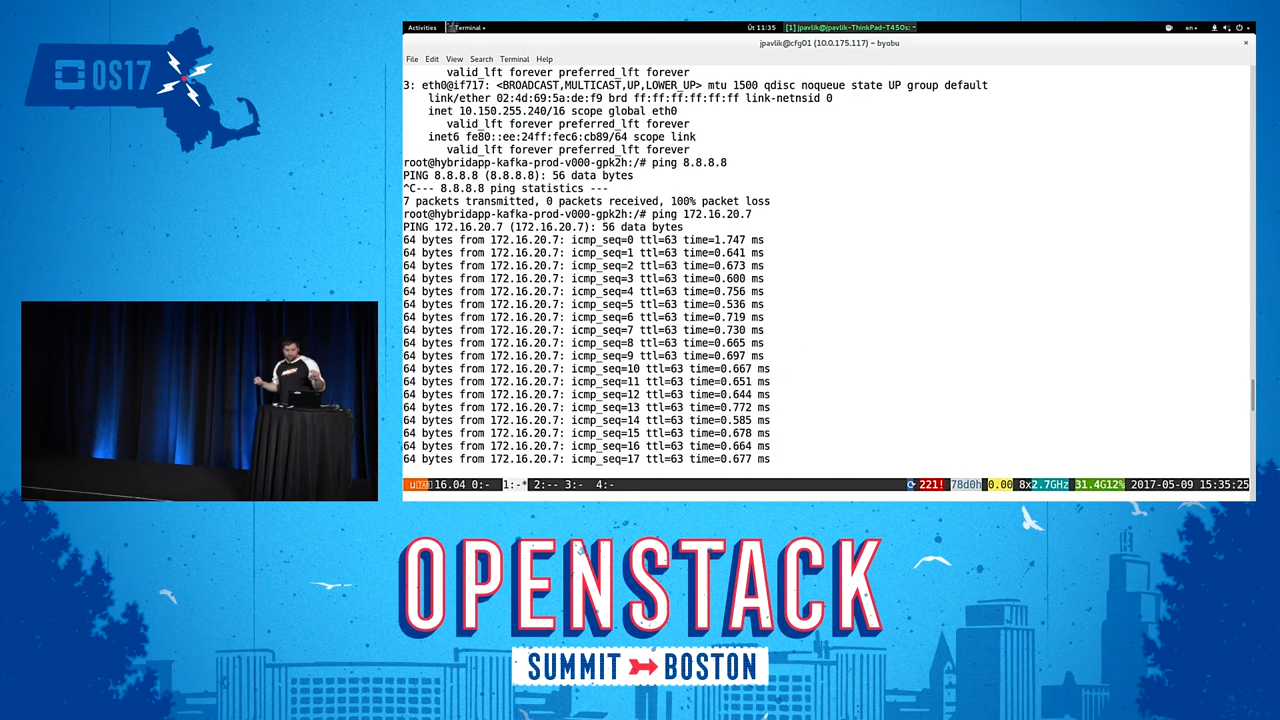 OS17
Activities
Terminal
Út 11:35
[1] jpavlik@jpavlik-ThinkPad-T450s: ~
en
jpavlik@cfg01 (10.0.175.117) - byobu
×
File Edit View Search Terminal Help
valid_lft forever preferred_lft forever
3: eth0@if717: <BROADCAST,MULTICAST,UP,LOWER_UP> mtu 1500 qdisc noqueue state UP group default
link/ether 02:4d:69:5a:de:f9 brd ff:ff:ff:ff:ff:ff link-netnsid 0
inet 10.150.255.240/16 scope global eth0
valid_lft forever preferred_lft forever
inet6 fe80::ee:24ff:fec6:cb89/64 scope link
valid_lft forever preferred_lft forever
root@hybridapp-kafka-prod-v000-gpk2h:/# ping 8.8.8.8
PING 8.8.8.8 (8.8.8.8): 56 data bytes
^C--- 8.8.8.8 ping statistics ---
7 packets transmitted, 0 packets received, 100% packet loss
root@hybridapp-kafka-prod-v000-gpk2h:/# ping 172.16.20.7
PING 172.16.20.7 (172.16.20.7): 56 data bytes
64 bytes from 172.16.20.7: icmp_seq=0 ttl=63 time=1.747 ms
64 bytes from 172.16.20.7: icmp_seq=1 ttl=63 time=0.641 ms
64 bytes from 172.16.20.7: icmp_seq=2 ttl=63 time=0.673 ms
64 bytes from 172.16.20.7: icmp_seq=3 ttl=63 time=0.600 ms
64 bytes from 172.16.20.7: icmp_seq=4 ttl=63 time=0.756 ms
64 bytes from 172.16.20.7: icmp_seq=5 ttl=63 time=0.536 ms
64 bytes from 172.16.20.7: icmp_seq=6 ttl=63 time=0.719 ms
64 bytes from 172.16.20.7: icmp_seq=7 ttl=63 time=0.730 ms
64 bytes from 172.16.20.7: icmp_seq=8 ttl=63 time=0.665 ms
64 bytes from 172.16.20.7: icmp_seq=9 ttl=63 time=0.697 ms
64 bytes from 172.16.20.7: icmp_seq=10 ttl=63 time=0.667 ms
64 bytes from 172.16.20.7: icmp_seq=11 ttl=63 time=0.651 ms
64 bytes from 172.16.20.7: icmp_seq=12 ttl=63 time=0.644 ms
64 bytes from 172.16.20.7: icmp_seq=13 ttl=63 time=0.772 ms
64 bytes from 172.16.20.7: icmp_seq=14 ttl=63 time=0.585 ms
64 bytes from 172.16.20.7: icmp_seq=15 ttl=63 time=0.678 ms
64 bytes from 172.16.20.7: icmp_seq=16 ttl=63 time=0.664 ms
64 bytes from 172.16.20.7: icmp_seq=17 ttl=63 time=0.677 ms
u 16.04 0:- 1:-* 2:-- 3:- 4:- 221! 78d0h 0.00 8x2.7GHz 31.4G12% 2017-05-09 15:35:25
OPENSTACK
SUMMIT BOSTON